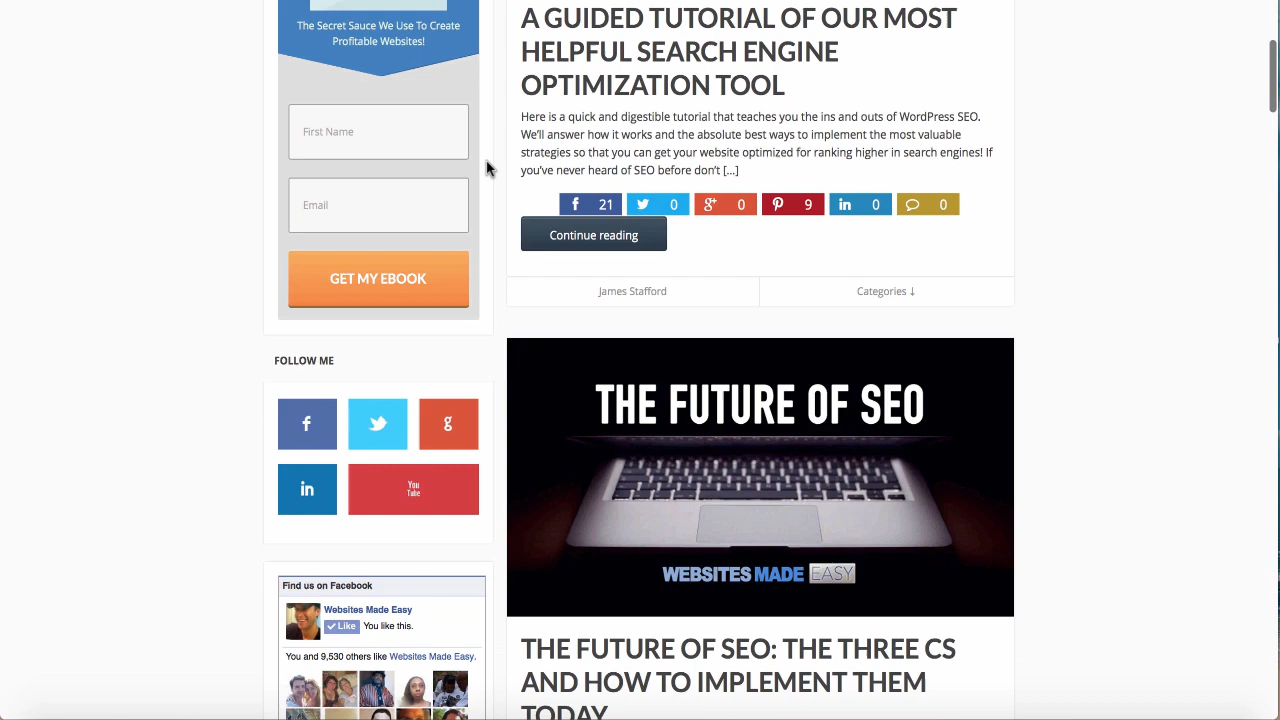 The Secret Sauce We Use To Create
Profitable Websites!
First Name
Email
GET MY EBOOK
FOLLOW ME
f
g
in
You
Tube
Find us on Facebook
Websites Made Easy
Like You like this.
You and 9,530 others like Websites Made Easy.
A GUIDED TUTORIAL OF OUR MOST
HELPFUL SEARCH ENGINE
OPTIMIZATION TOOL
Here is a quick and digestible tutorial that teaches you the ins and outs of WordPress SEO.
We'll answer how it works and the absolute best ways to implement the most valuable
strategies so that you can get your website optimized for ranking higher in search engines! If
you've never heard of SEO before don't [...]
f 21 0 g+ 0 9 in 0 0
Continue reading
James Stafford Categories ↓
THE FUTURE OF SEO
WEBSITES MADE EASY
THE FUTURE OF SEO: THE THREE CS
AND HOW TO IMPLEMENT THEM
TODAY